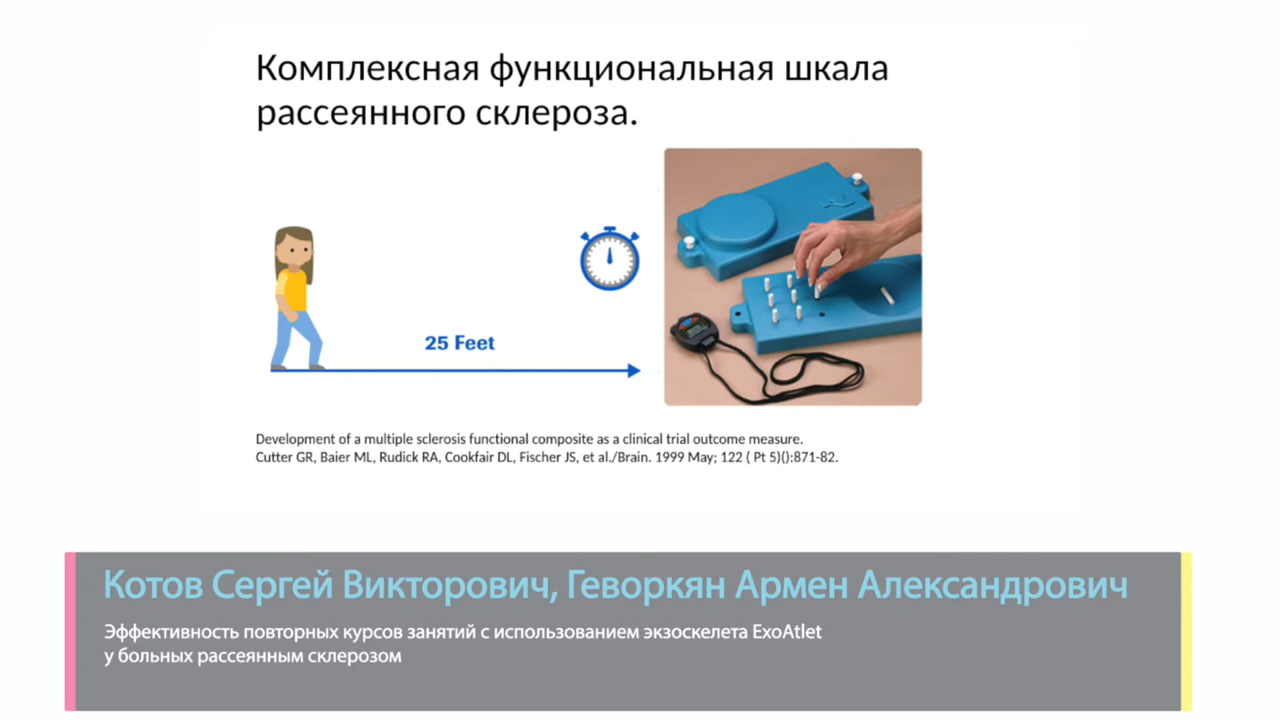 Комплексная функциональная шкала
рассеянного склероза.
25 Feet
Development of a multiple sclerosis functional composite as a clinical trial outcome measure.
Cutter GR, Baier ML, Rudick RA, Cookfair DL, Fischer JS, et al./Brain. 1999 May; 122 ( Pt 5)():871-82.
Котов Сергей Викторович, Геворкян Армен Александрович
Эффективность повторных курсов занятий с использованием экзоскелета ExoAtlet
у больных рассеянным склерозом